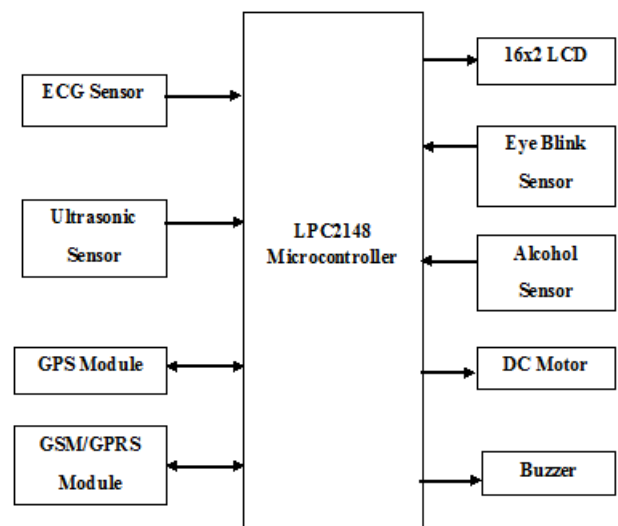 ECG Sensor
Ultrasonic
Sensor
GPS Module
GSM/GPRS
Module
LPC2148
Microcontroller
16x2 LCD
Eye Blink
Sensor
Alcohol
Sensor
DC Motor
Buzzer